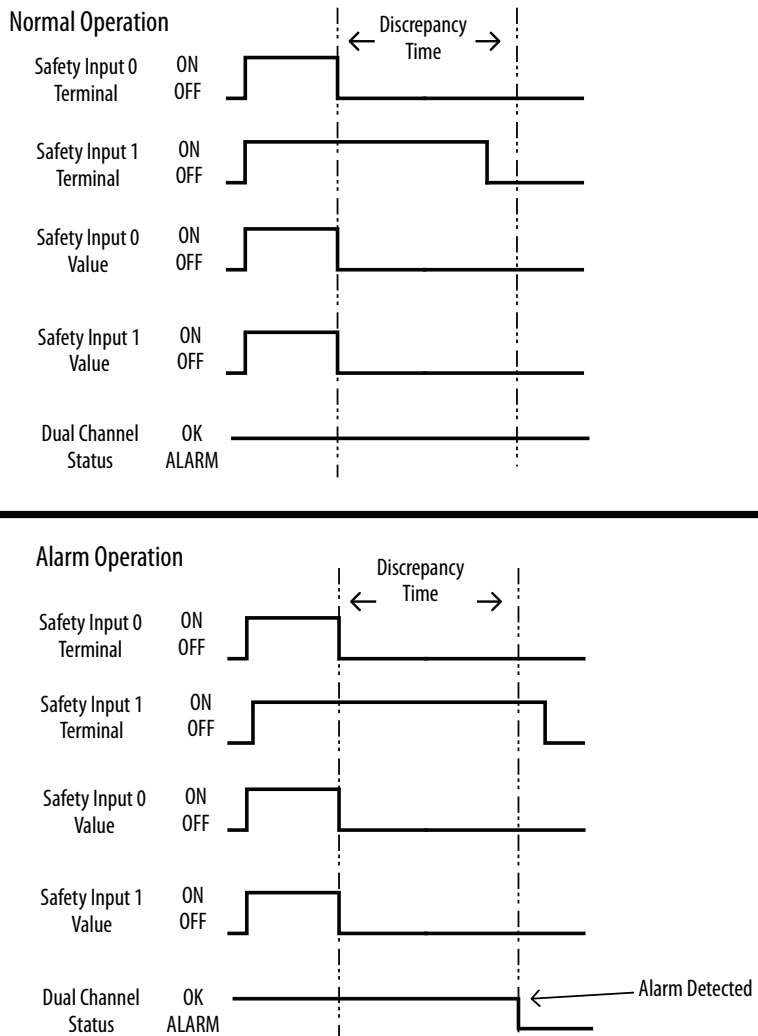 Normal Operation
Discrepancy
Time
Safety Input 0
Terminal
ON
OFF
Safety Input 1
Terminal
ON
OFF
Safety Input 0
Value
ON
OFF
Safety Input 1
Value
ON
OFF
Dual Channel
Status
OK
ALARM
Alarm Operation
Discrepancy
Time
Safety Input 0
Terminal
ON
OFF
Safety Input 1
Terminal
ON
OFF
Safety Input 0
Value
ON
OFF
Safety Input 1
Value
ON
OFF
Dual Channel
Status
OK
ALARM
Alarm Detected